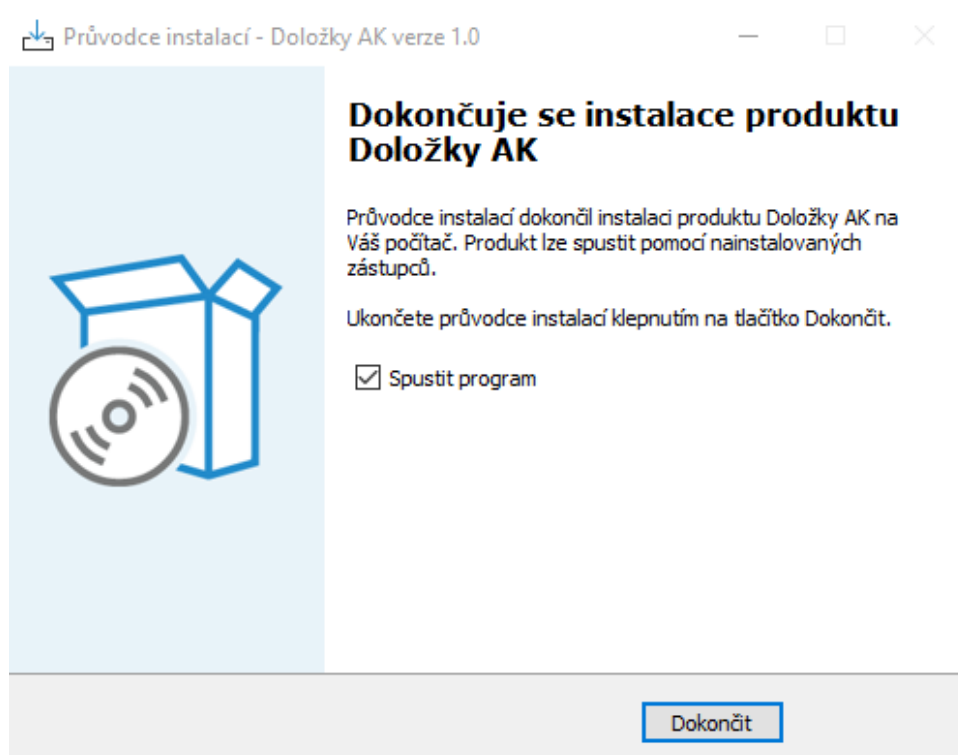 Průvodce instalací - Doložky AK verze 1.0
Dokončuje se instalace produktu
Doložky AK
Průvodce instalací dokončil instalaci produktu Doložky AK na
Váš počítač. Produkt lze spustit pomocí nainstalovaných
zástupců.
Ukončete průvodce instalací klepnutím na tlačítko Dokončit.
Spustit program
Dokončit